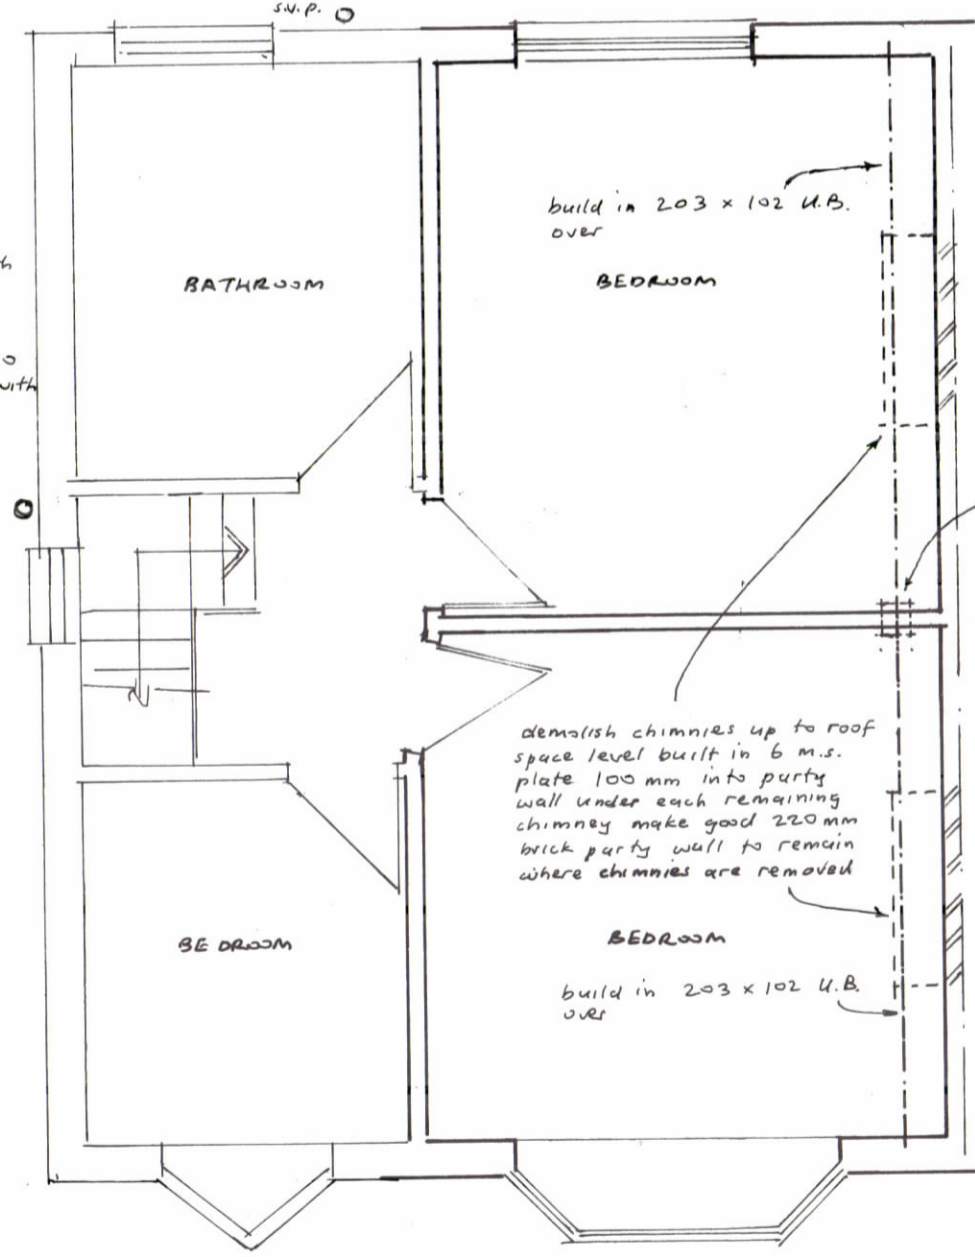 s.v.p.
build in 203 x 102 U.B.
over
BATHROOM
BEDROOM
with
demolish chimnies up to roof
space level built in 6 m.s.
plate 100 mm into party
wall under each remaining
chimney make good 220 mm
brick party wall to remain
where chimnies are removed
BEDROOM
BEDROOM
build in 203 x 102 U.B.
over